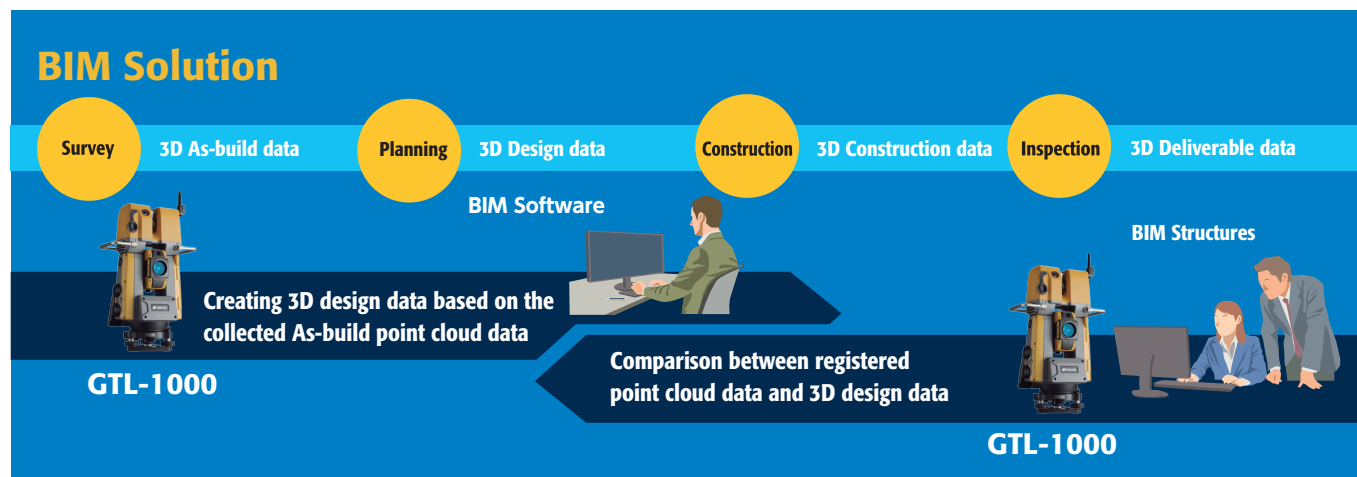 BIM Solution
Survey
3D As-build data
Planning
3D Design data
Construction
3D Construction data
Inspection
3D Deliverable data
BIM Software
BIM Structures
Creating 3D design data based on the
collected As-build point cloud data
GTL-1000
Comparison between registered
point cloud data and 3D design data
GTL-1000